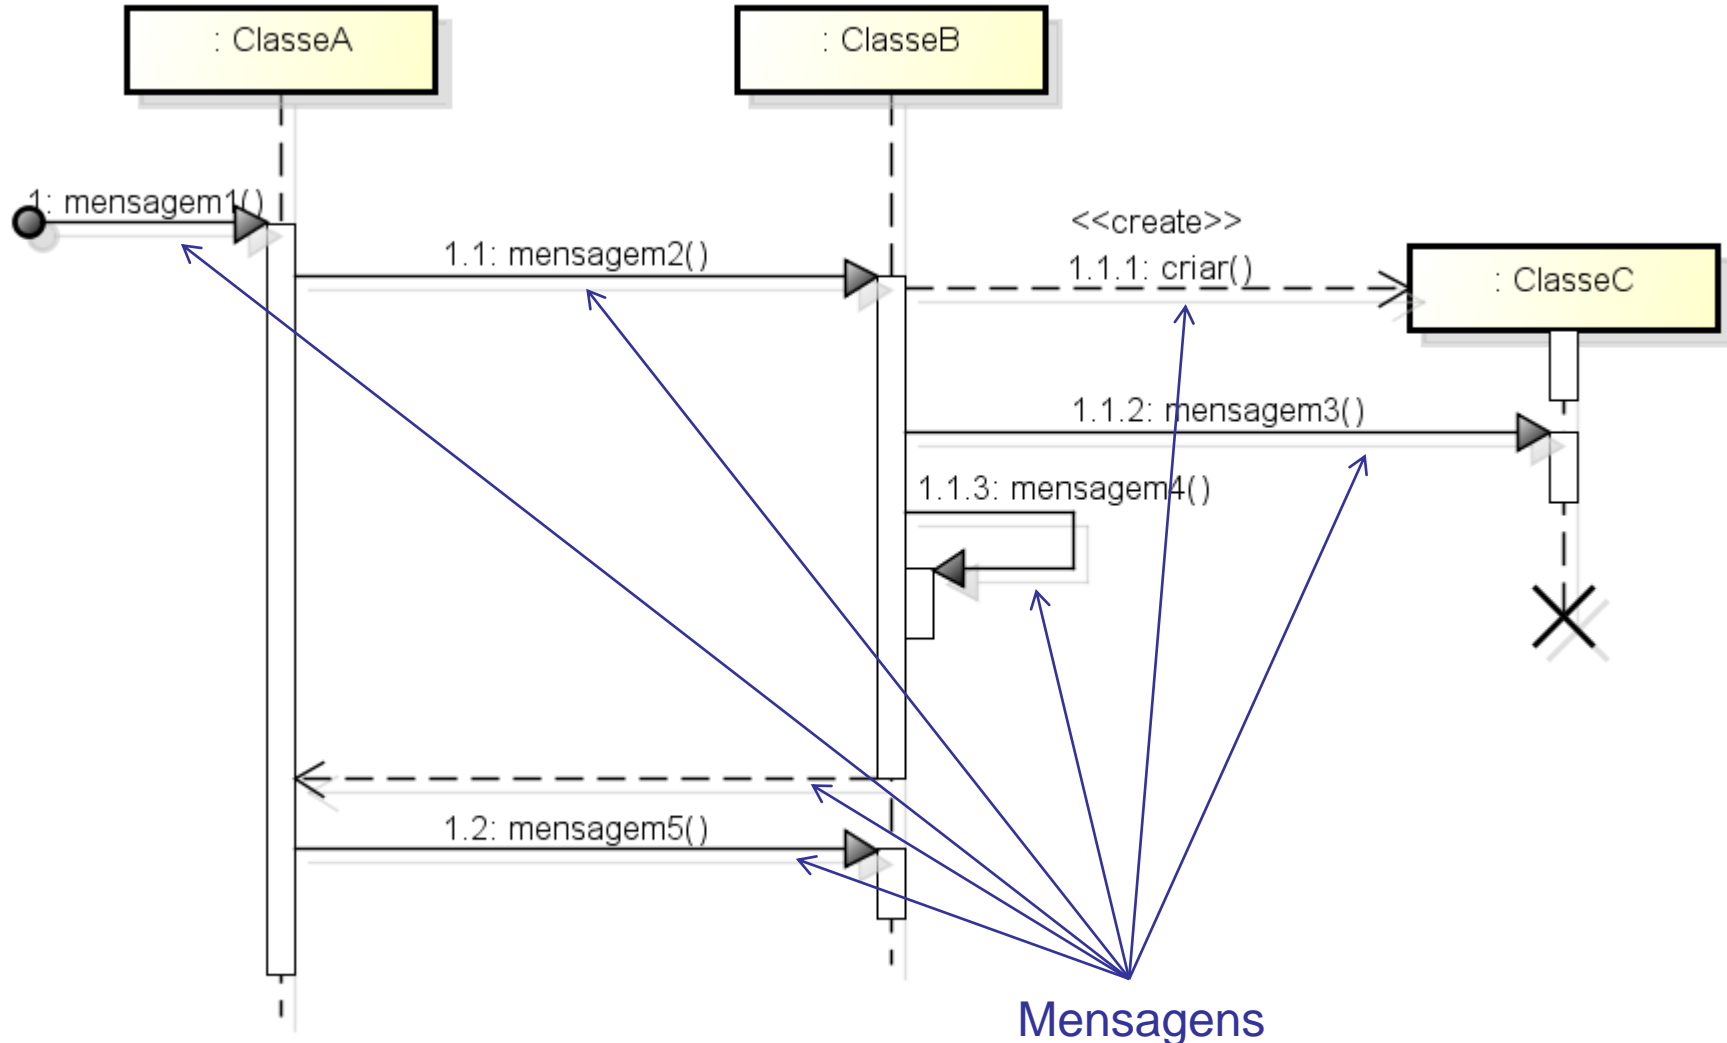 : ClasseA
: ClasseB
1: mensagem1()
<<create>>
1.1: mensagem2()
1.1.1: criar()
: ClasseC
1.1.2: mensagem3()
1.1.3: mensagem4()
1.2: mensagem5()
Mensagens